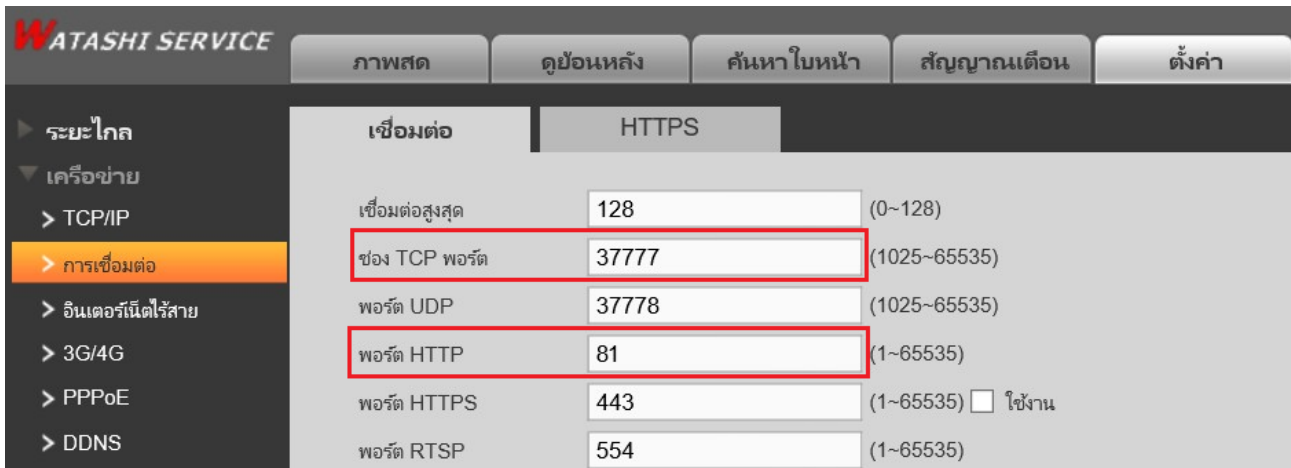 WATASHI SERVICE
ภาพสด ดูย้อนหลัง ค้นหาใบหน้า สัญญาณเตือน ตั้งค่า
ระยะไกล
เครือข่าย
> TCP/IP
> การเชื่อมต่อ
> อินเตอร์เน็ตไร้สาย
> 3G/4G
> PPPoE
> DDNS
เชื่อมต่อ HTTPS
เชื่อมต่อสูงสุด 128 (0~128)
ช่อง TCP พอร์ต 37777 (1025~65535)
พอร์ต UDP 37778 (1025~65535)
พอร์ต HTTP 81 (1~65535)
พอร์ต HTTPS 443 (1~65535) ใช้งาน
พอร์ต RTSP 554 (1~65535)